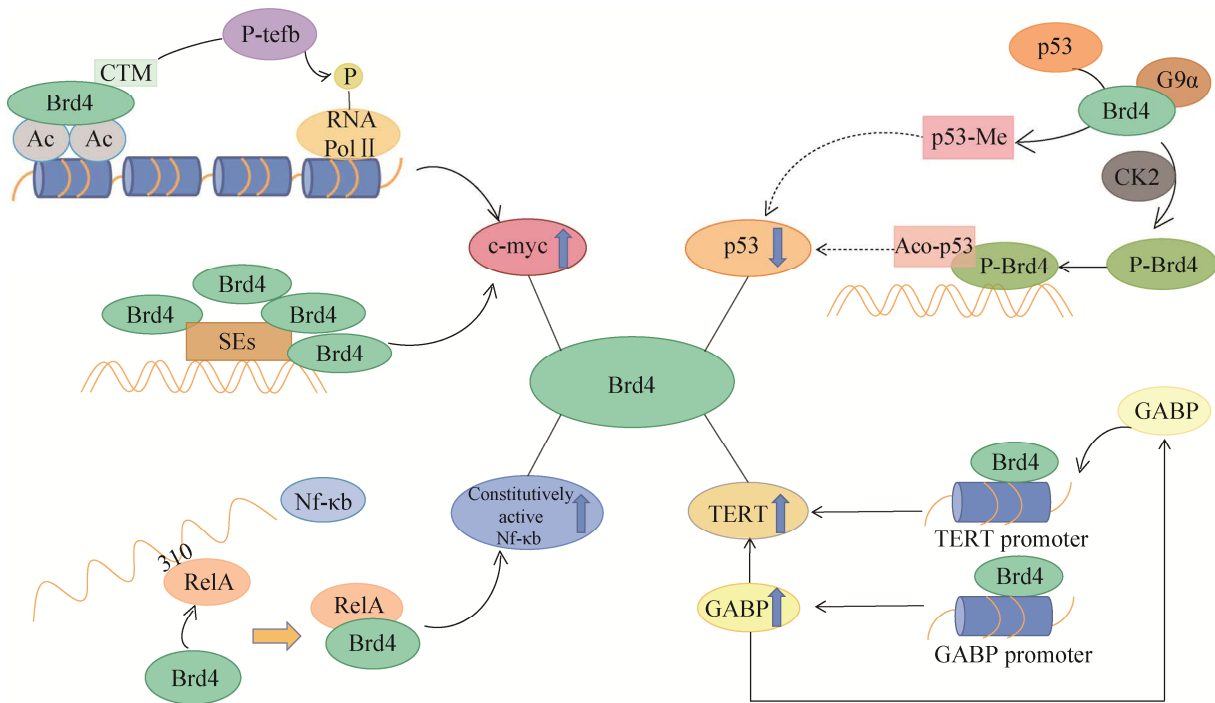 P-tefb
CTM
P
Brd4
Ac
Ac
RNA
Pol II
c-myc
Brd4
Brd4
Brd4
SEs
Brd4
p53
G9α
Brd4
p53-Me
CK2
p53
Aco-p53
P-Brd4
P-Brd4
Brd4
Nf-κb
310
RelA
Brd4
RelA
Brd4
Constitutively
active
Nf-κb
GABP
Brd4
TERT
TERT promoter
Brd4
GABP
GABP promoter